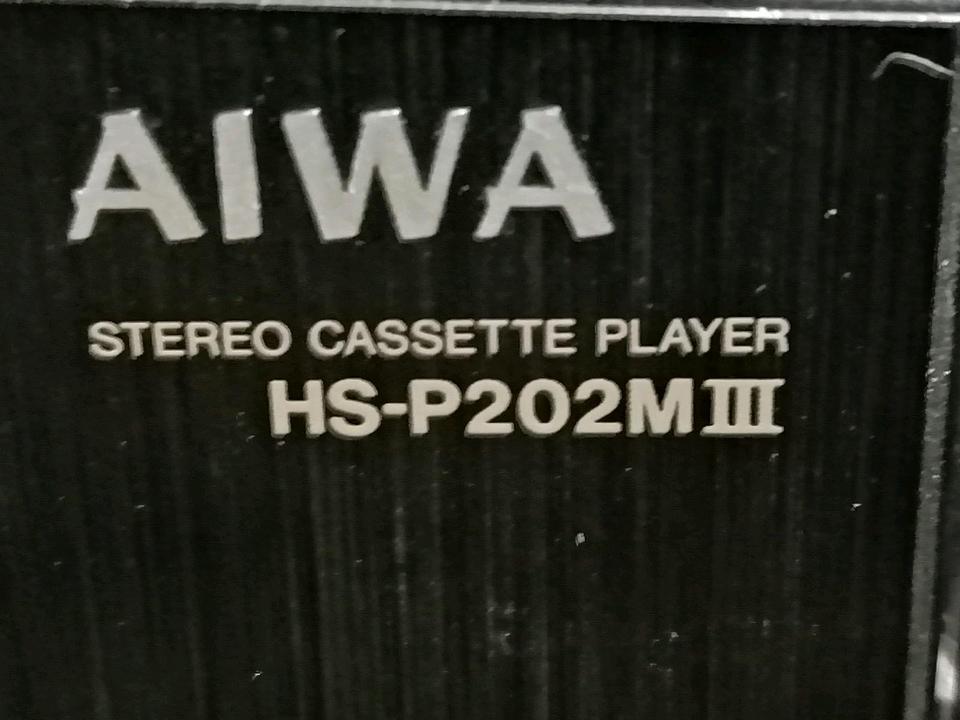 AIWA
STEREO CASSETTE PLAYER
HS-P202MIII